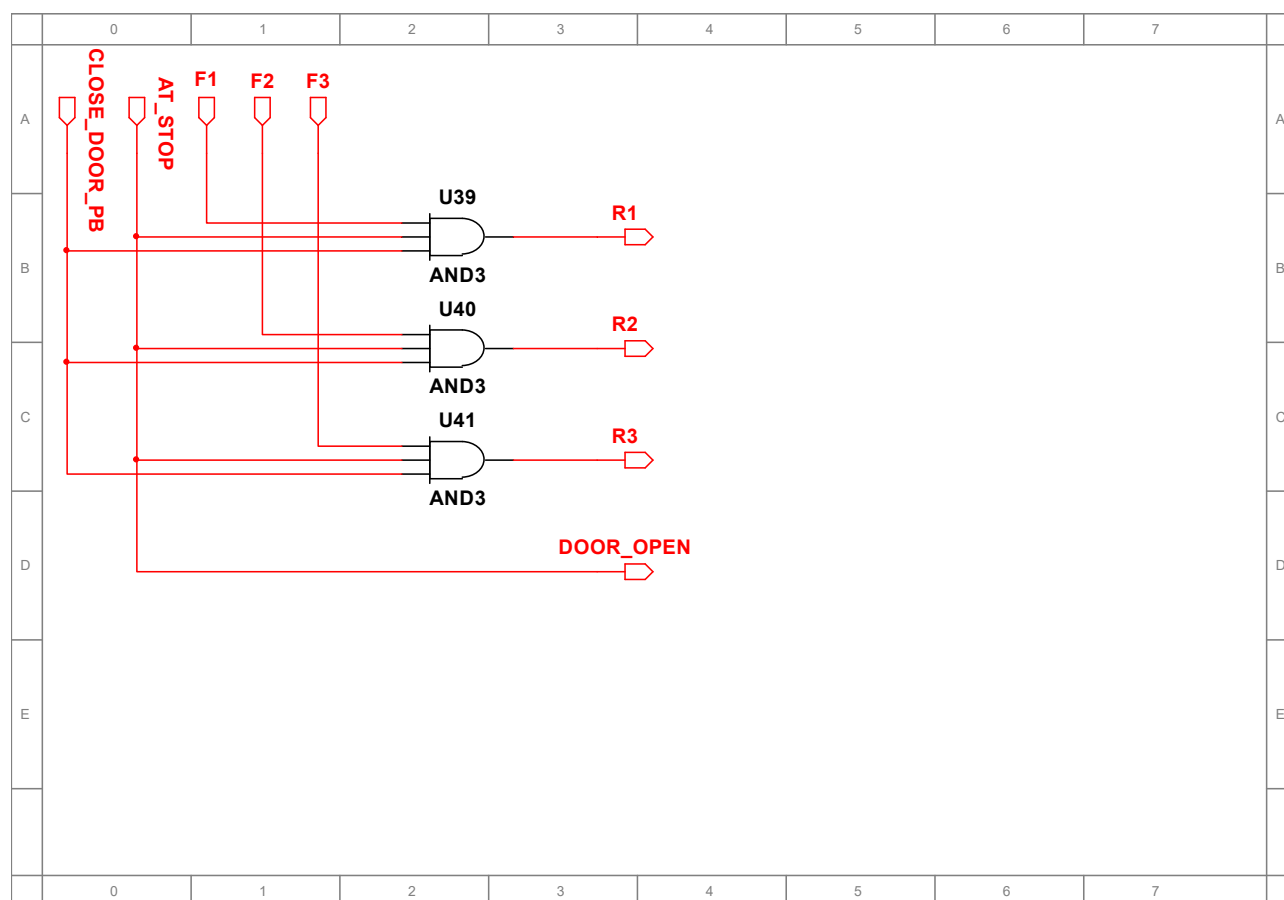 0 1 2 3 4 5 6 7
CLOSE_DOOR_PB
AT_STOP
F1 F2 F3
A A
U39
R1
AND3
B B
U40
R2
AND3
C C
U41
R3
AND3
DOOR_OPEN
D D
E E
0 1 2 3 4 5 6 7